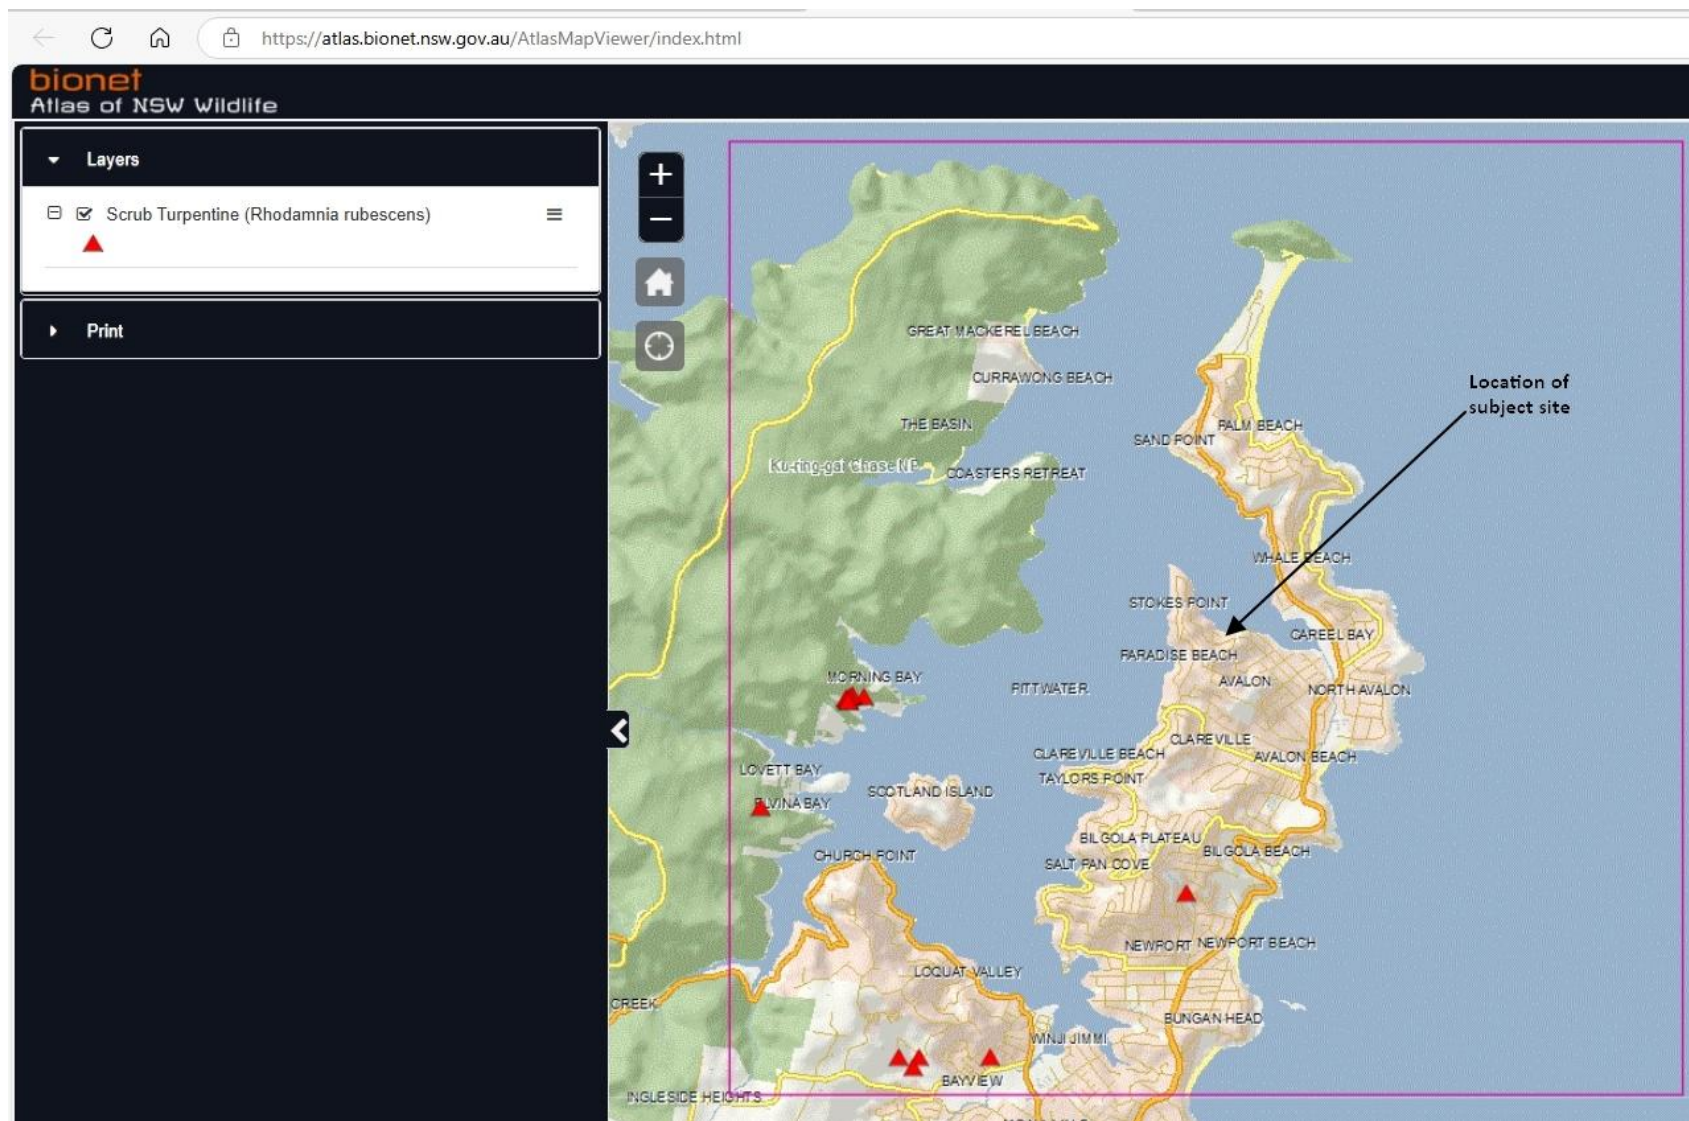 https://atlas.bionet.nsw.gov.au/AtlasMapViewer/index.html
bionet
Atlas of NSW Wildlife
Layers
Scrub Turpentine (Rhodamnia rubescens)
Print
+
−
GREAT MACKEREL BEACH
CURRAWONG BEACH
Location of
subject site
THE BASIN
PALM BEACH
SAND POINT
Ku-ring-gai Chase NP
COASTERS RETREAT
WHALE BEACH
STOKES POINT
CAREEL BAY
PARADISE BEACH
MORNING BAY
PITTWATER
AVALON
NORTH AVALON
CLAREVILLE
CLAREVILLE BEACH
AVALON BEACH
LOVETT BAY
TAYLORS POINT
SCOTLAND ISLAND
ELVINA BAY
BILGOLA PLATEAU
BILGOLA BEACH
CHURCH POINT
SALT PAN COVE
NEWPORT
NEWPORT BEACH
LOQUAT VALLEY
CREEK
BUNGAN HEAD
WINJI JIMMI
BAYVIEW
INGLESIDE HEIGHTS